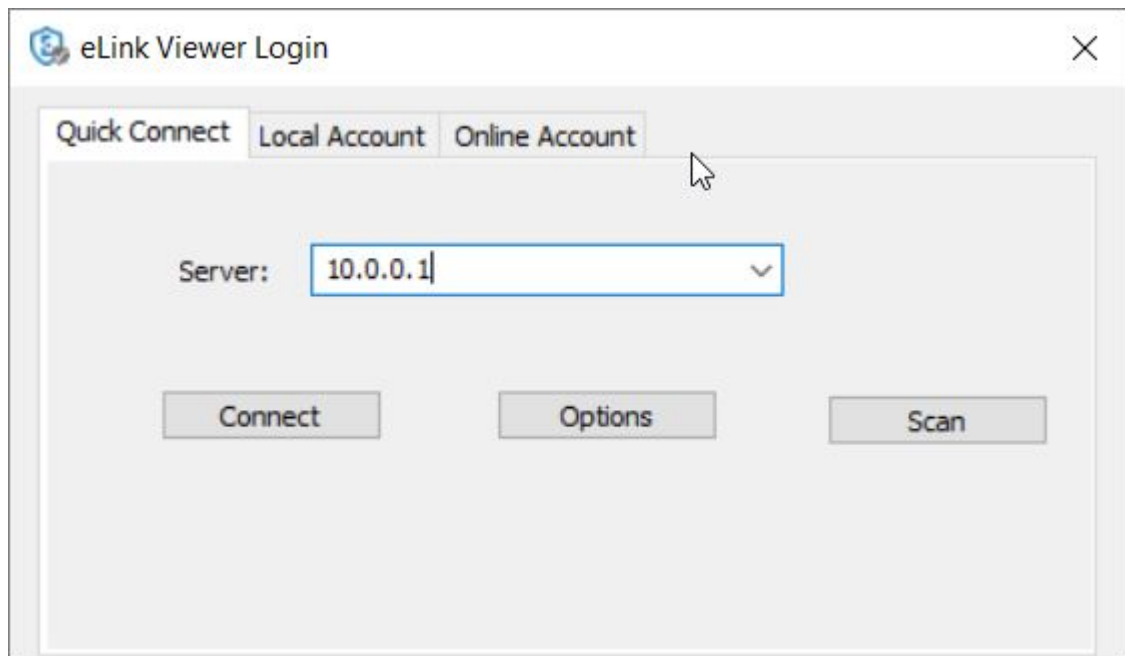 eLink Viewer Login
Quick Connect Local Account Online Account
Server: 10.0.0.1
Connect Options Scan